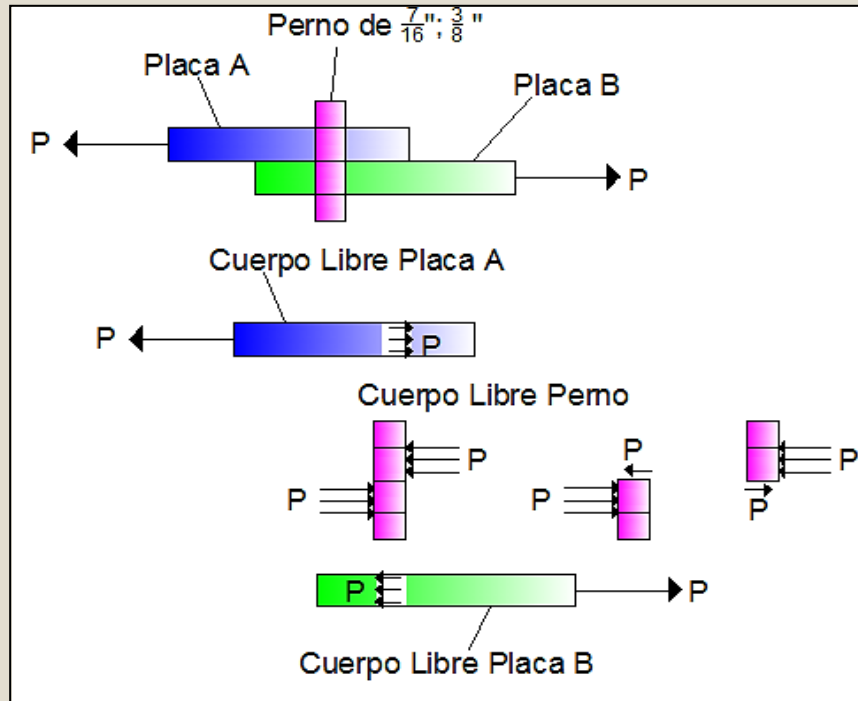 Perno de 7/16"; 3/8 "
Placa A
Placa B
P
P
Cuerpo Libre Placa A
P
P
Cuerpo Libre Perno
P
P
P
P
P
P
P
P
Cuerpo Libre Placa B